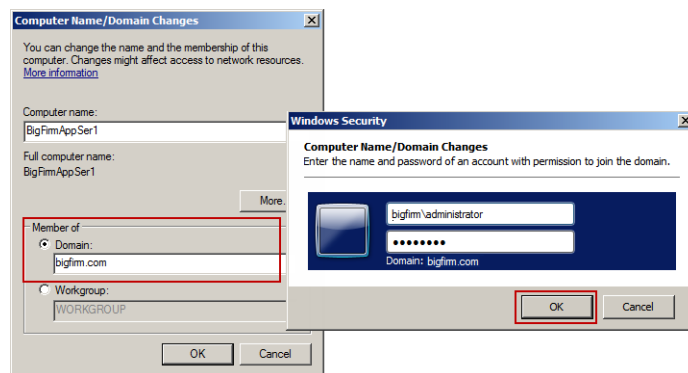 Computer Name/Domain Changes
You can change the name and the membership of this
computer. Changes might affect access to network resources.
More information
Computer name:
BigFirmAppSer1
Full computer name:
BigFirmAppSer1
More.
Member of
Domain:
bigfirm.com
Workgroup:
WORKGROUP
OK
Cancel
Windows Security
Computer Name/Domain Changes
Enter the name and password of an account with permission to join the domain.
bigfirm\administrator
••••••••
Domain: bigfirm.com
OK
Cancel